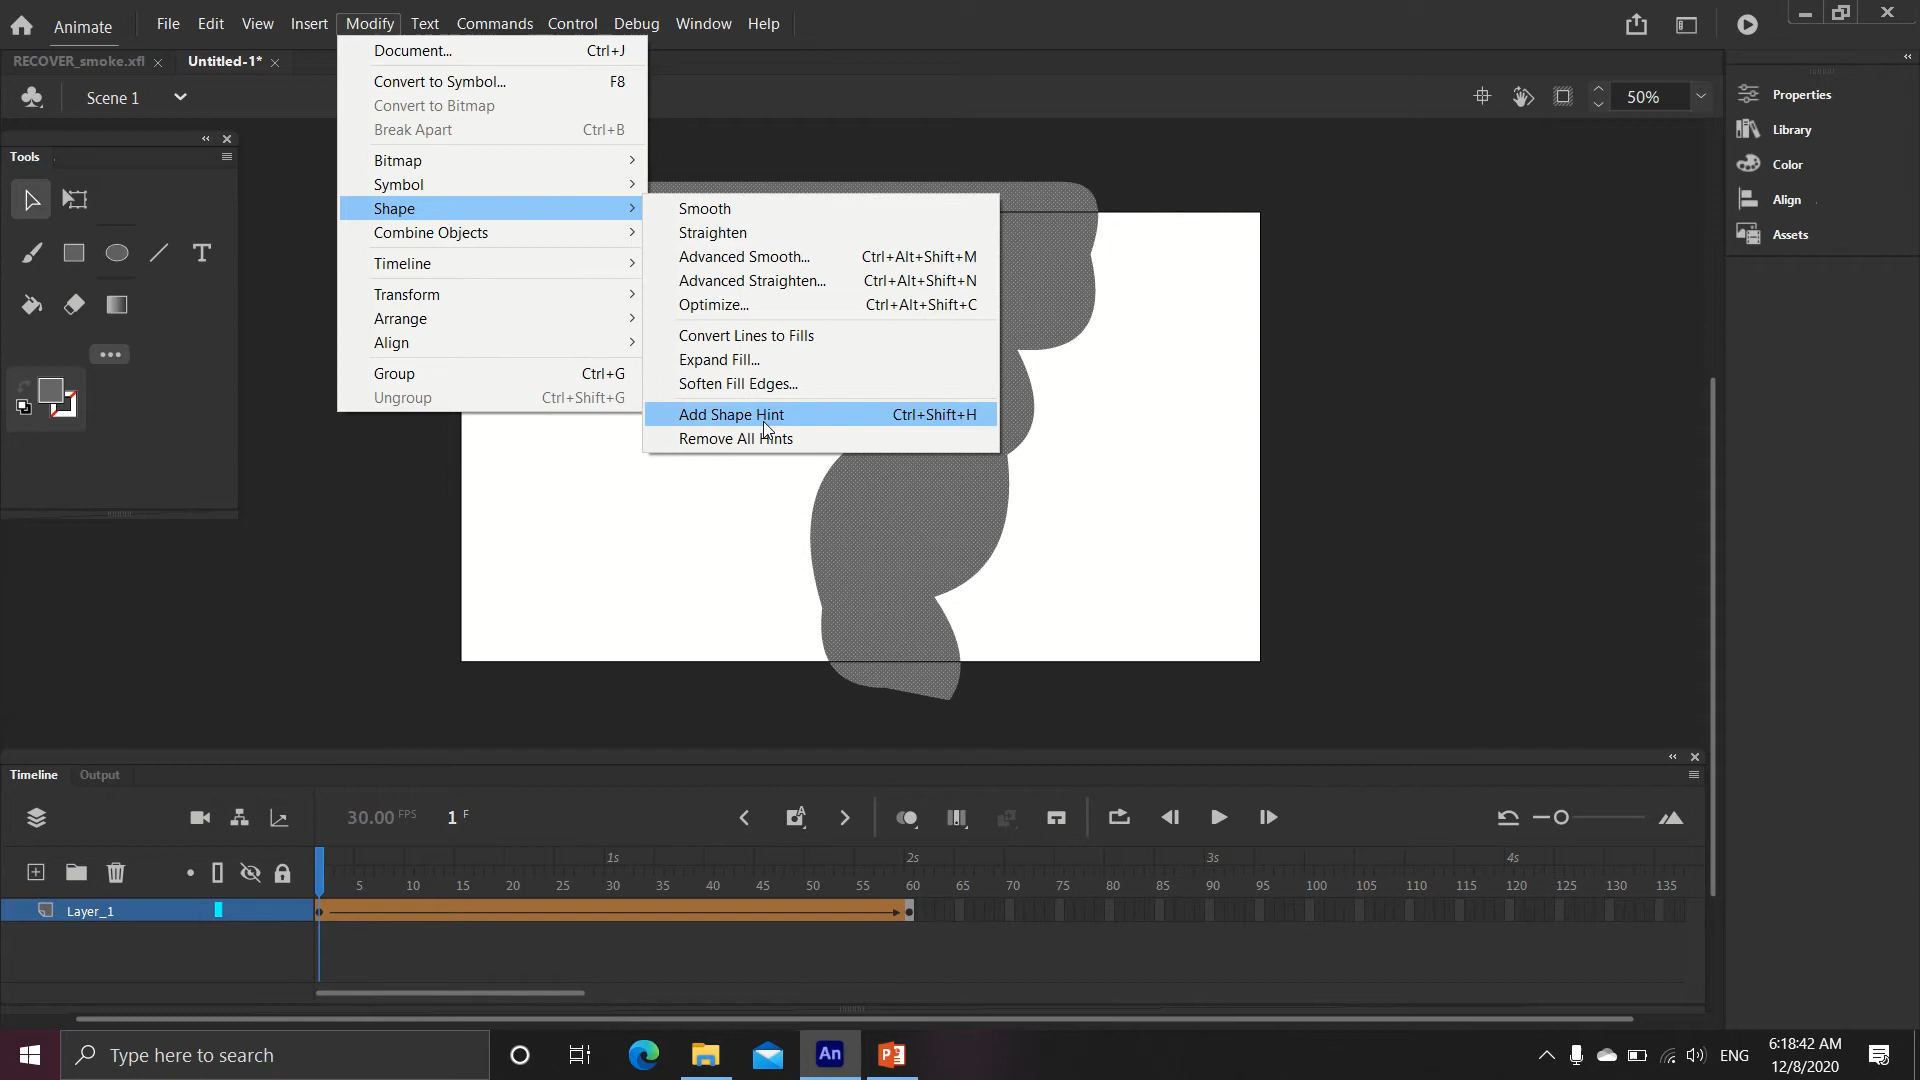 Animate File Edit View Insert Modify Text Commands Control Debug Window Help
RECOVER_smoke.xfl Untitled-1*
Scene 1 50%
Tools
Document... Ctrl+J
Convert to Symbol... F8
Convert to Bitmap
Break Apart Ctrl+B
Bitmap
Symbol
Shape
Combine Objects
Timeline
Transform
Arrange
Align
Group Ctrl+G
Ungroup Ctrl+Shift+G
Smooth
Straighten
Advanced Smooth... Ctrl+Alt+Shift+M
Advanced Straighten... Ctrl+Alt+Shift+N
Optimize... Ctrl+Alt+Shift+C
Convert Lines to Fills
Expand Fill...
Soften Fill Edges...
Add Shape Hint Ctrl+Shift+H
Remove All Hints
Properties
Library
Color
Align
Assets
Timeline Output
30.00 FPS 1 F
1s 2s 3s 4s
5 10 15 20 25 30 35 40 45 50 55 60 65 70 75 80 85 90 95 100 105 110 115 120 125 130 135
Layer_1
Type here to search
An
ENG
6:18:42 AM
12/8/2020